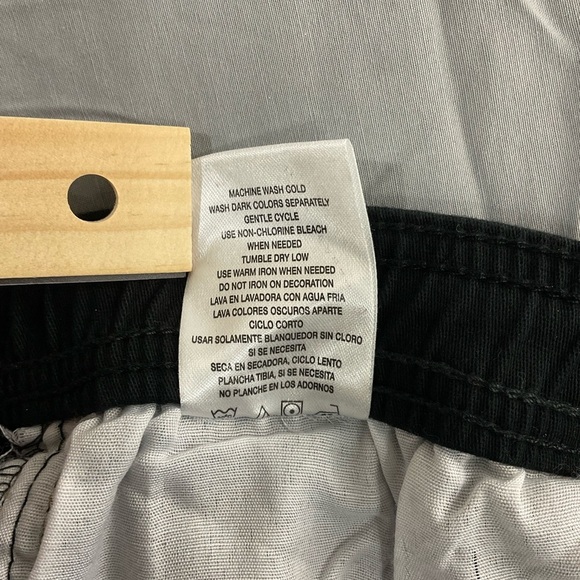 MACHINE WASH COLD
WASH DARK COLORS SEPARATELY
GENTLE CYCLE
USE NON-CHLORINE BLEACH
WHEN NEEDED
TUMBLE DRY LOW
USE WARM IRON WHEN NEEDED
DO NOT IRON ON DECORATION
LAVA EN LAVADORA CON AGUA FRIA
LAVA COLORES OSCUROS APARTE
CICLO CORTO
USAR SOLAMENTE BLANQUEADOR SIN CLORO
SI SE NECESITA
SECA EN SECADORA, CICLO LENTO
PLANCHA TIBIA, SI SE NECESITA
NO PLANCHE EN LOS ADORNOS